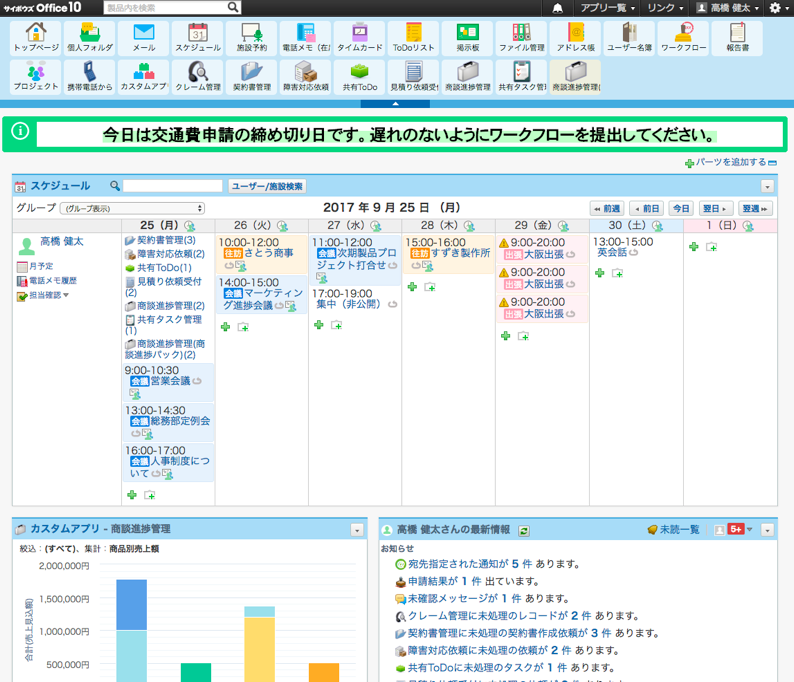 サイボウズ Office 10
製品内を検索
アプリ一覧
リンク
高橋 健太
トップページ
個人フォルダ
メール
スケジュール
施設予約
電話メモ（在
タイムカード
ToDoリスト
掲示板
ファイル管理
アドレス帳
ユーザー名簿
ワークフロー
報告書
プロジェクト
携帯電話から
カスタムアプ
クレーム管理
契約書管理
障害対応依頼
共有ToDo
見積り依頼受
商談進捗管理
共有タスク管
商談進捗管理(
今日は交通費申請の締め切り日です。遅れのないようにワークフローを提出してください。
パーツを追加する
スケジュール
ユーザー/施設検索
グループ
(グループ表示)
2017 年 9 月 25 日 （月）
前週
前日
今日
翌日
翌週
25（月）
26（火）
27（水）
28（木）
29（金）
30（土）
1（日）
高橋 健太
月予定
電話メモ履歴
担当確認
契約書管理(3)
障害対応依頼(2)
共有ToDo(1)
見積り依頼受付
(2)
商談進捗管理(2)
共有タスク管理
(1)
商談進捗管理(商
談進捗パック)(2)
9:00-10:30
会議 営業会議
13:00-14:30
会議 総務部定例会
16:00-17:00
会議 人事制度につ
いて
10:00-12:00
往訪 さとう商事
14:00-15:00
会議 マーケティン
グ進捗会議
11:00-12:00
会議 次期製品プロ
ジェクト打合せ
17:00-19:00
集中（非公開）
15:00-16:00
往訪 すずき製作所
9:00-20:00
出張 大阪出張
9:00-20:00
出張 大阪出張
9:00-20:00
出張 大阪出張
13:00-15:00
英会話
カスタムアプリ - 商談進捗管理
絞込：(すべて)、集計：商品別売上額
2,000,000円
1,500,000円
1,000,000円
500,000円
合計(売上見込額)
高橋 健太さんの最新情報
未読一覧
5+
お知らせ
宛先指定された通知が 5 件 あります。
申請結果が 1 件 出ています。
未確認メッセージが 1 件 あります。
クレーム管理に未処理のレコードが 2 件 あります。
契約書管理に未処理の契約書作成依頼が 3 件 あります。
障害対応依頼に未処理の依頼が 2 件 あります。
共有ToDoに未処理のタスクが 1 件 あります。